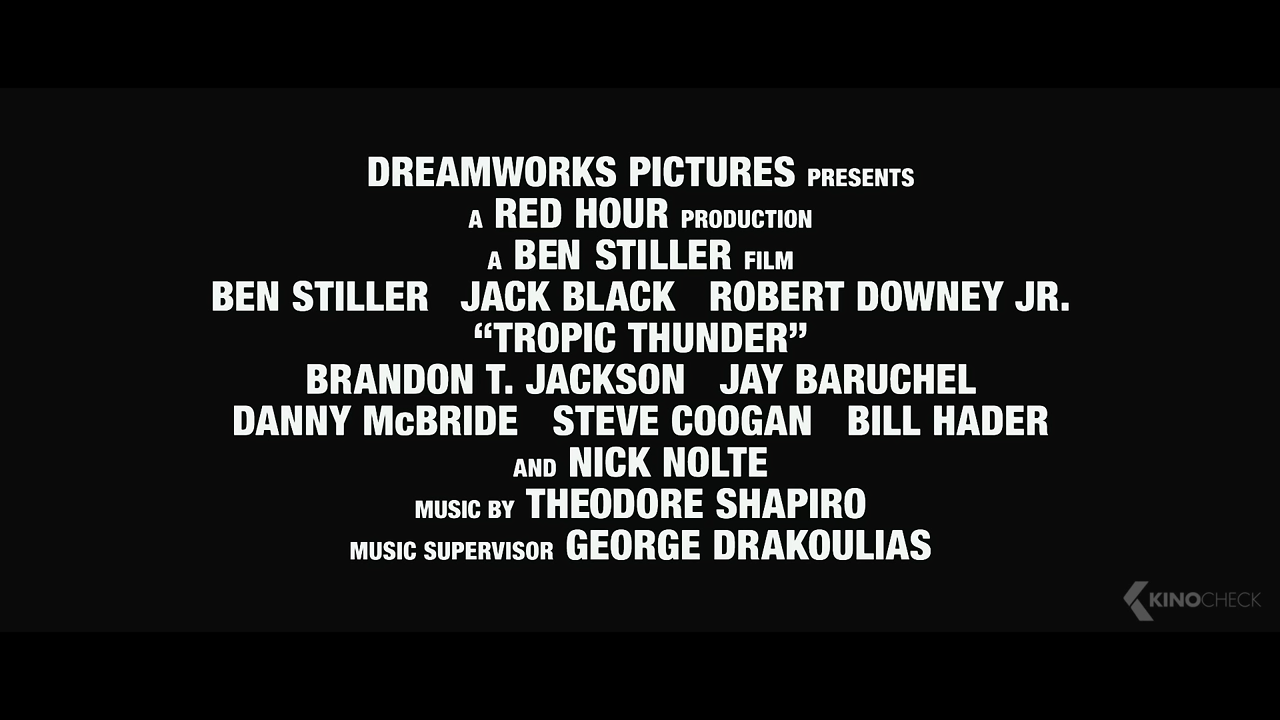 DREAMWORKS PICTURES PRESENTS
A RED HOUR PRODUCTION
A BEN STILLER FILM
BEN STILLER JACK BLACK ROBERT DOWNEY JR.
“TROPIC THUNDER”
BRANDON T. JACKSON JAY BARUCHEL
DANNY McBRIDE STEVE COOGAN BILL HADER
AND NICK NOLTE
MUSIC BY THEODORE SHAPIRO
MUSIC SUPERVISOR GEORGE DRAKOULIAS
KINOCHECK